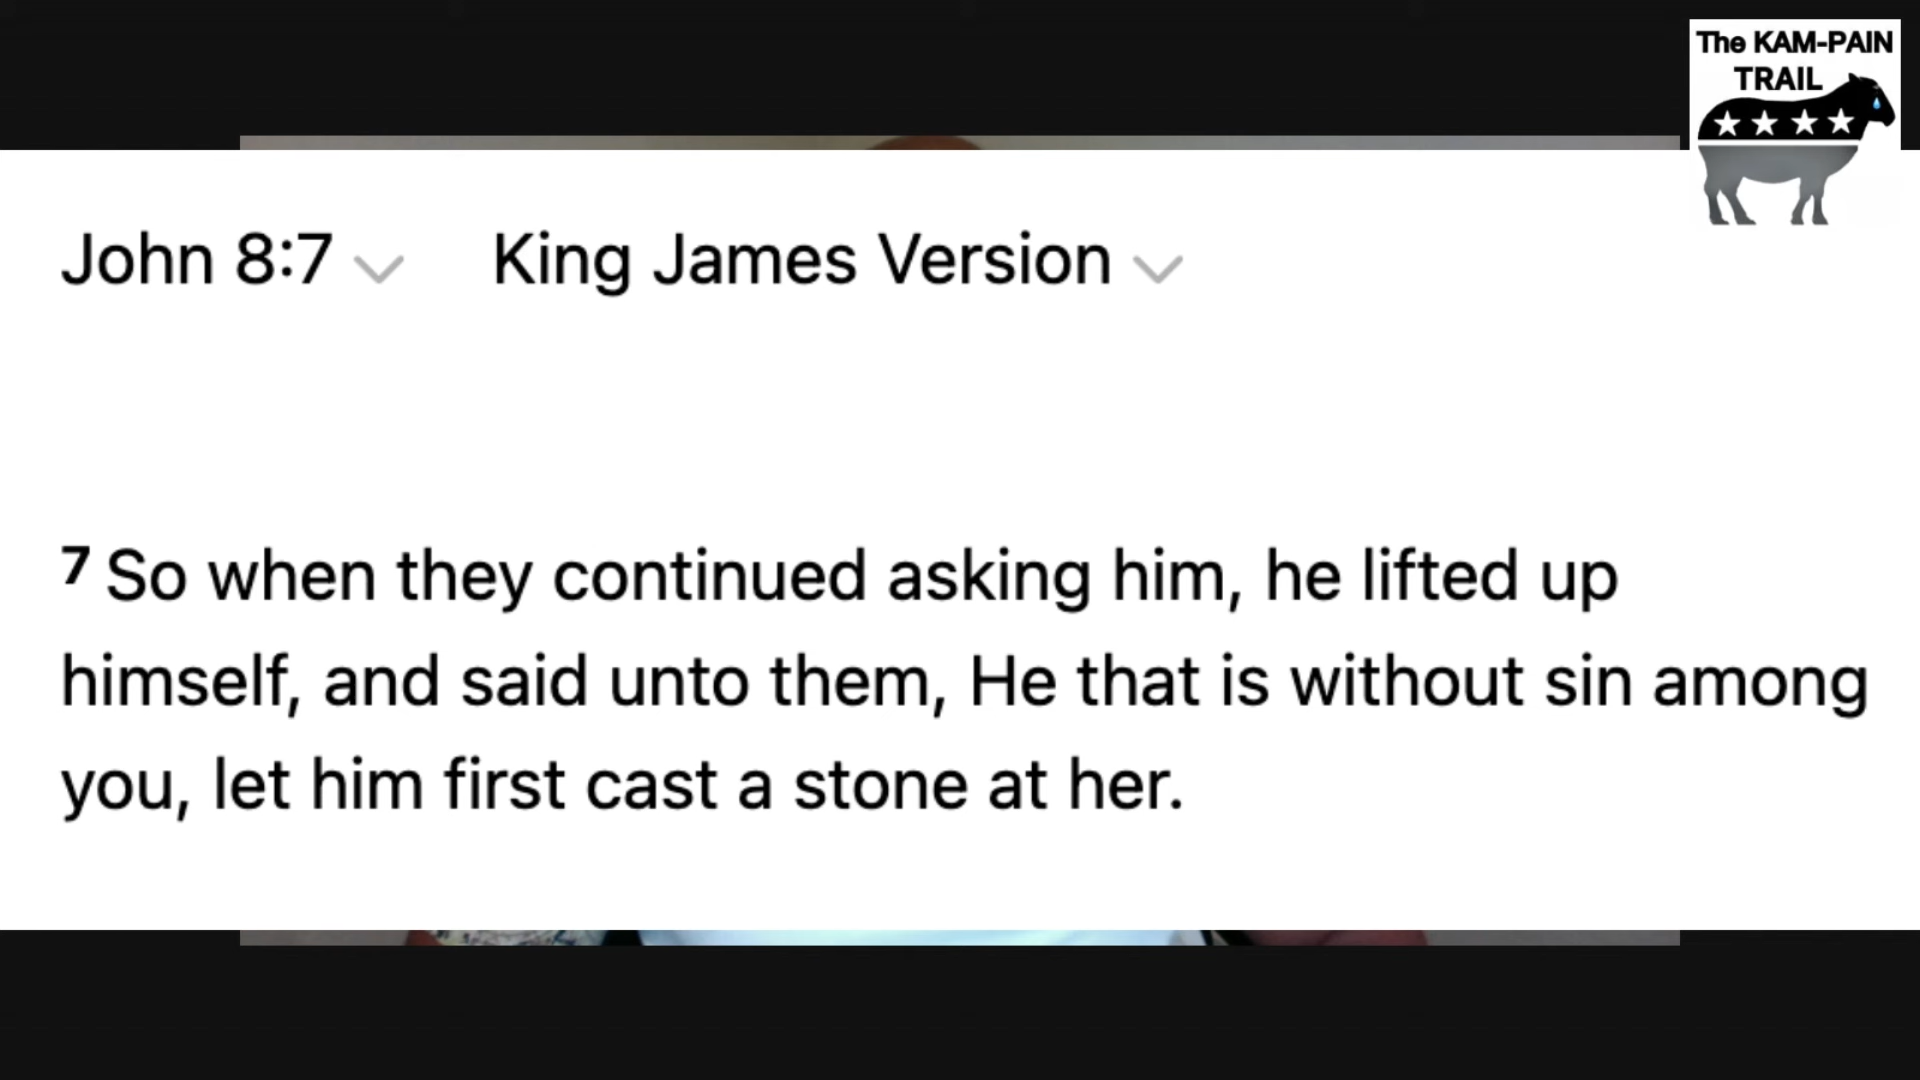 The KAM-PAIN
TRAIL
John 8:7 King James Version
7 So when they continued asking him, he lifted up
himself, and said unto them, He that is without sin among
you, let him first cast a stone at her.